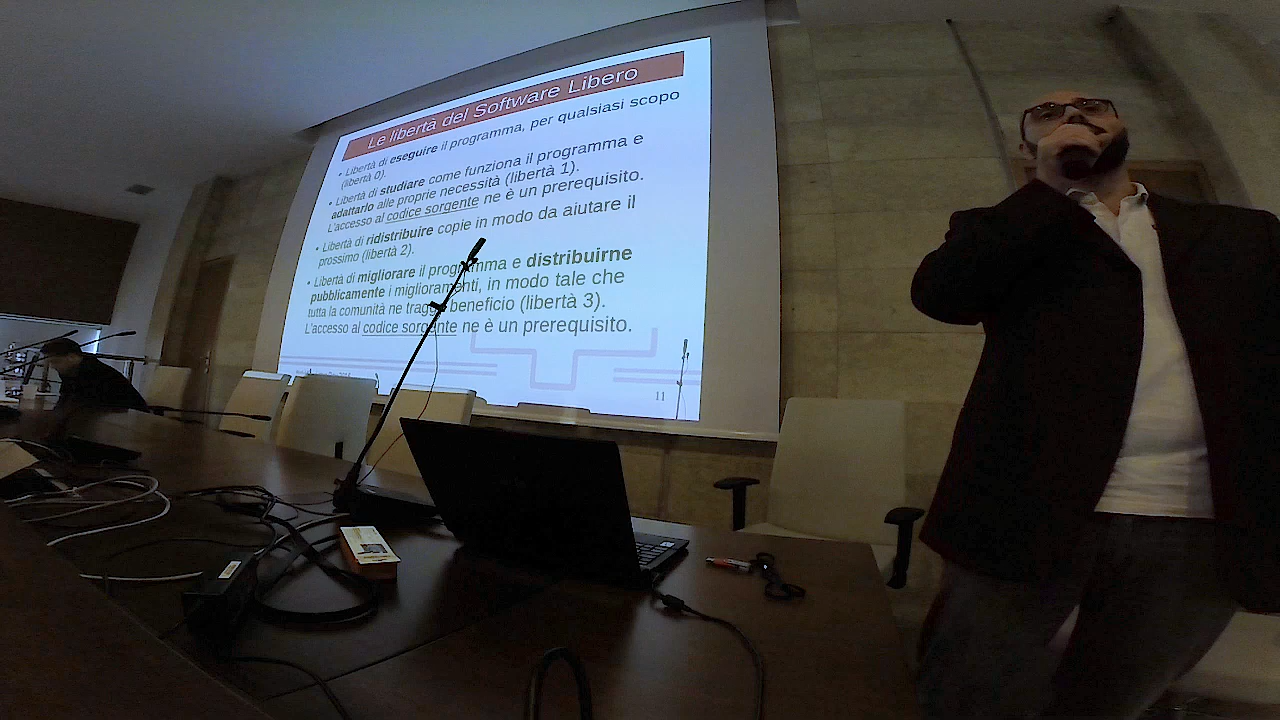 Le libertà del Software Libero
• Libertà di eseguire il programma, per qualsiasi scopo
(libertà 0).
• Libertà di studiare come funziona il programma e
adattarlo alle proprie necessità (libertà 1).
L'accesso al codice sorgente ne è un prerequisito.
• Libertà di ridistribuire copie in modo da aiutare il
prossimo (libertà 2).
• Libertà di migliorare il programma e distribuirne
pubblicamente i miglioramenti, in modo tale che
tutta la comunità ne tragga beneficio (libertà 3).
L'accesso al codice sorgente ne è un prerequisito.
11